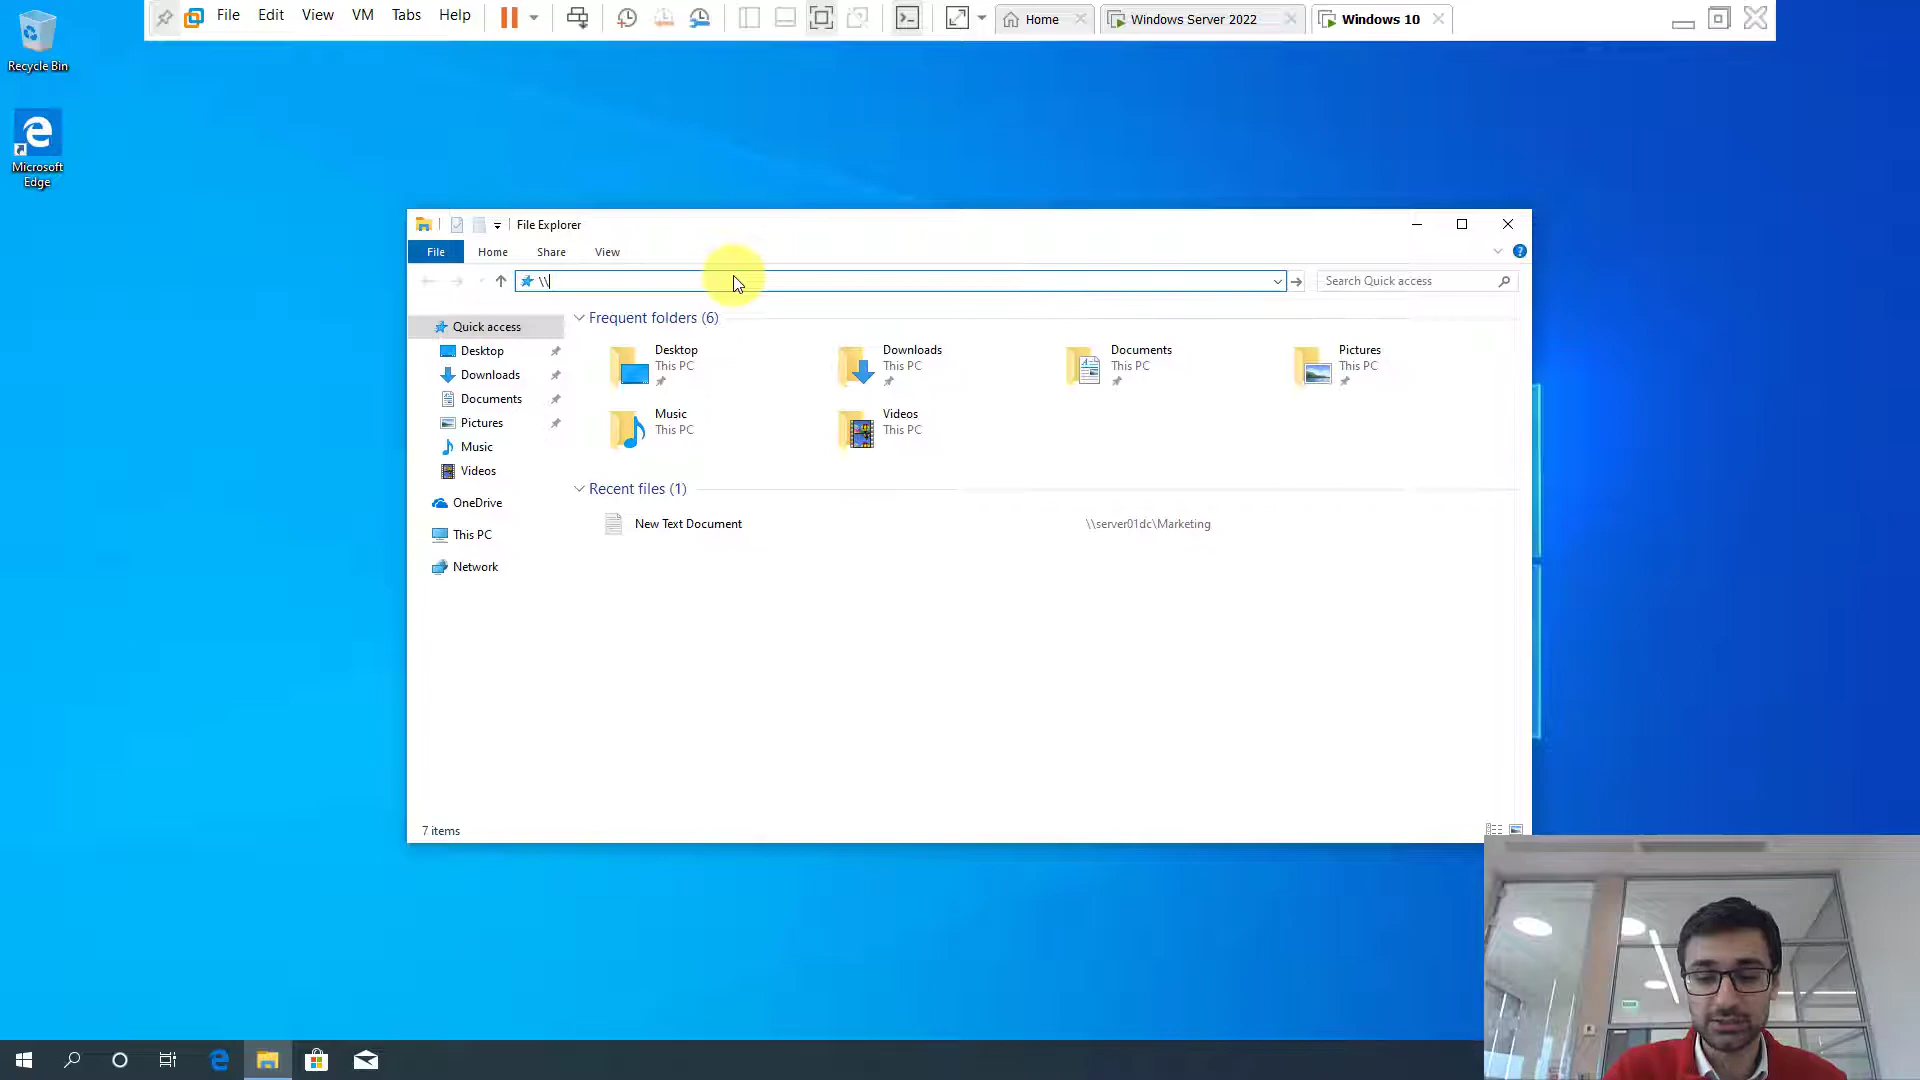 File Edit View VM Tabs Help
Home
Windows Server 2022
Windows 10
Recycle Bin
Microsoft
Edge
File Explorer
File Home Share View
\\
Search Quick access
Quick access
Desktop
Downloads
Documents
Pictures
Music
Videos
OneDrive
This PC
Network
Frequent folders (6)
Desktop
This PC
Downloads
This PC
Documents
This PC
Pictures
This PC
Music
This PC
Videos
This PC
Recent files (1)
New Text Document
\\server01dc\Marketing
7 items